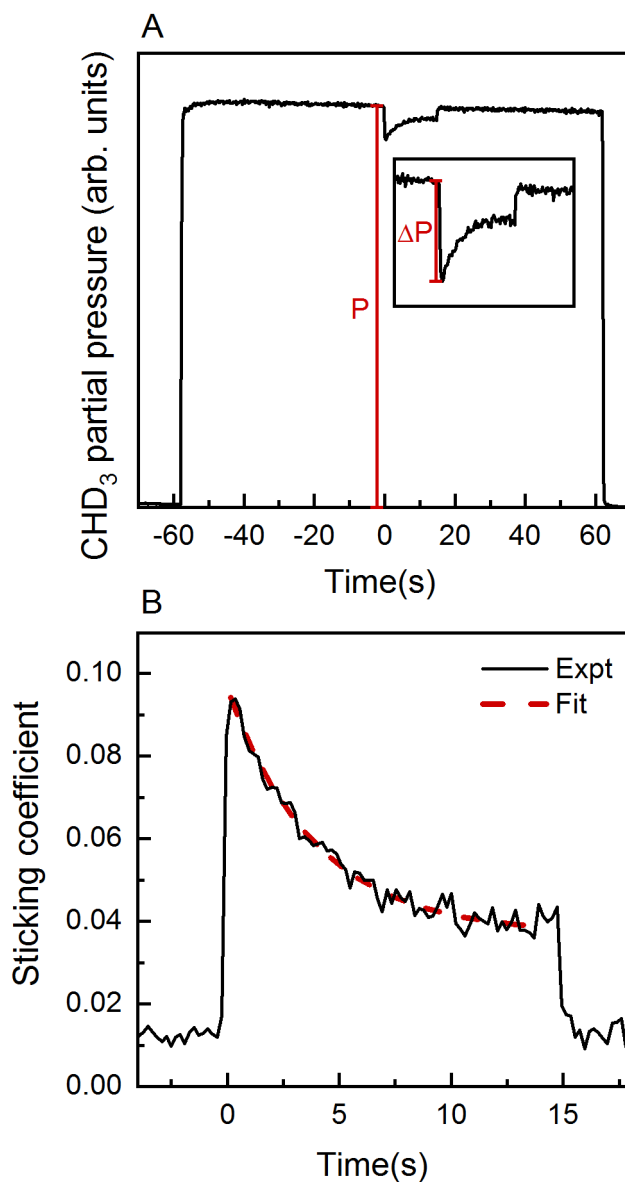 A
CHD₃ partial pressure (arb. units)
P
ΔP
-60 -40 -20 0 20 40 60
Time(s)
B
Sticking coefficient
0.10
0.08
0.06
0.04
0.02
0.00
Expt
Fit
0 5 10 15
Time(s)